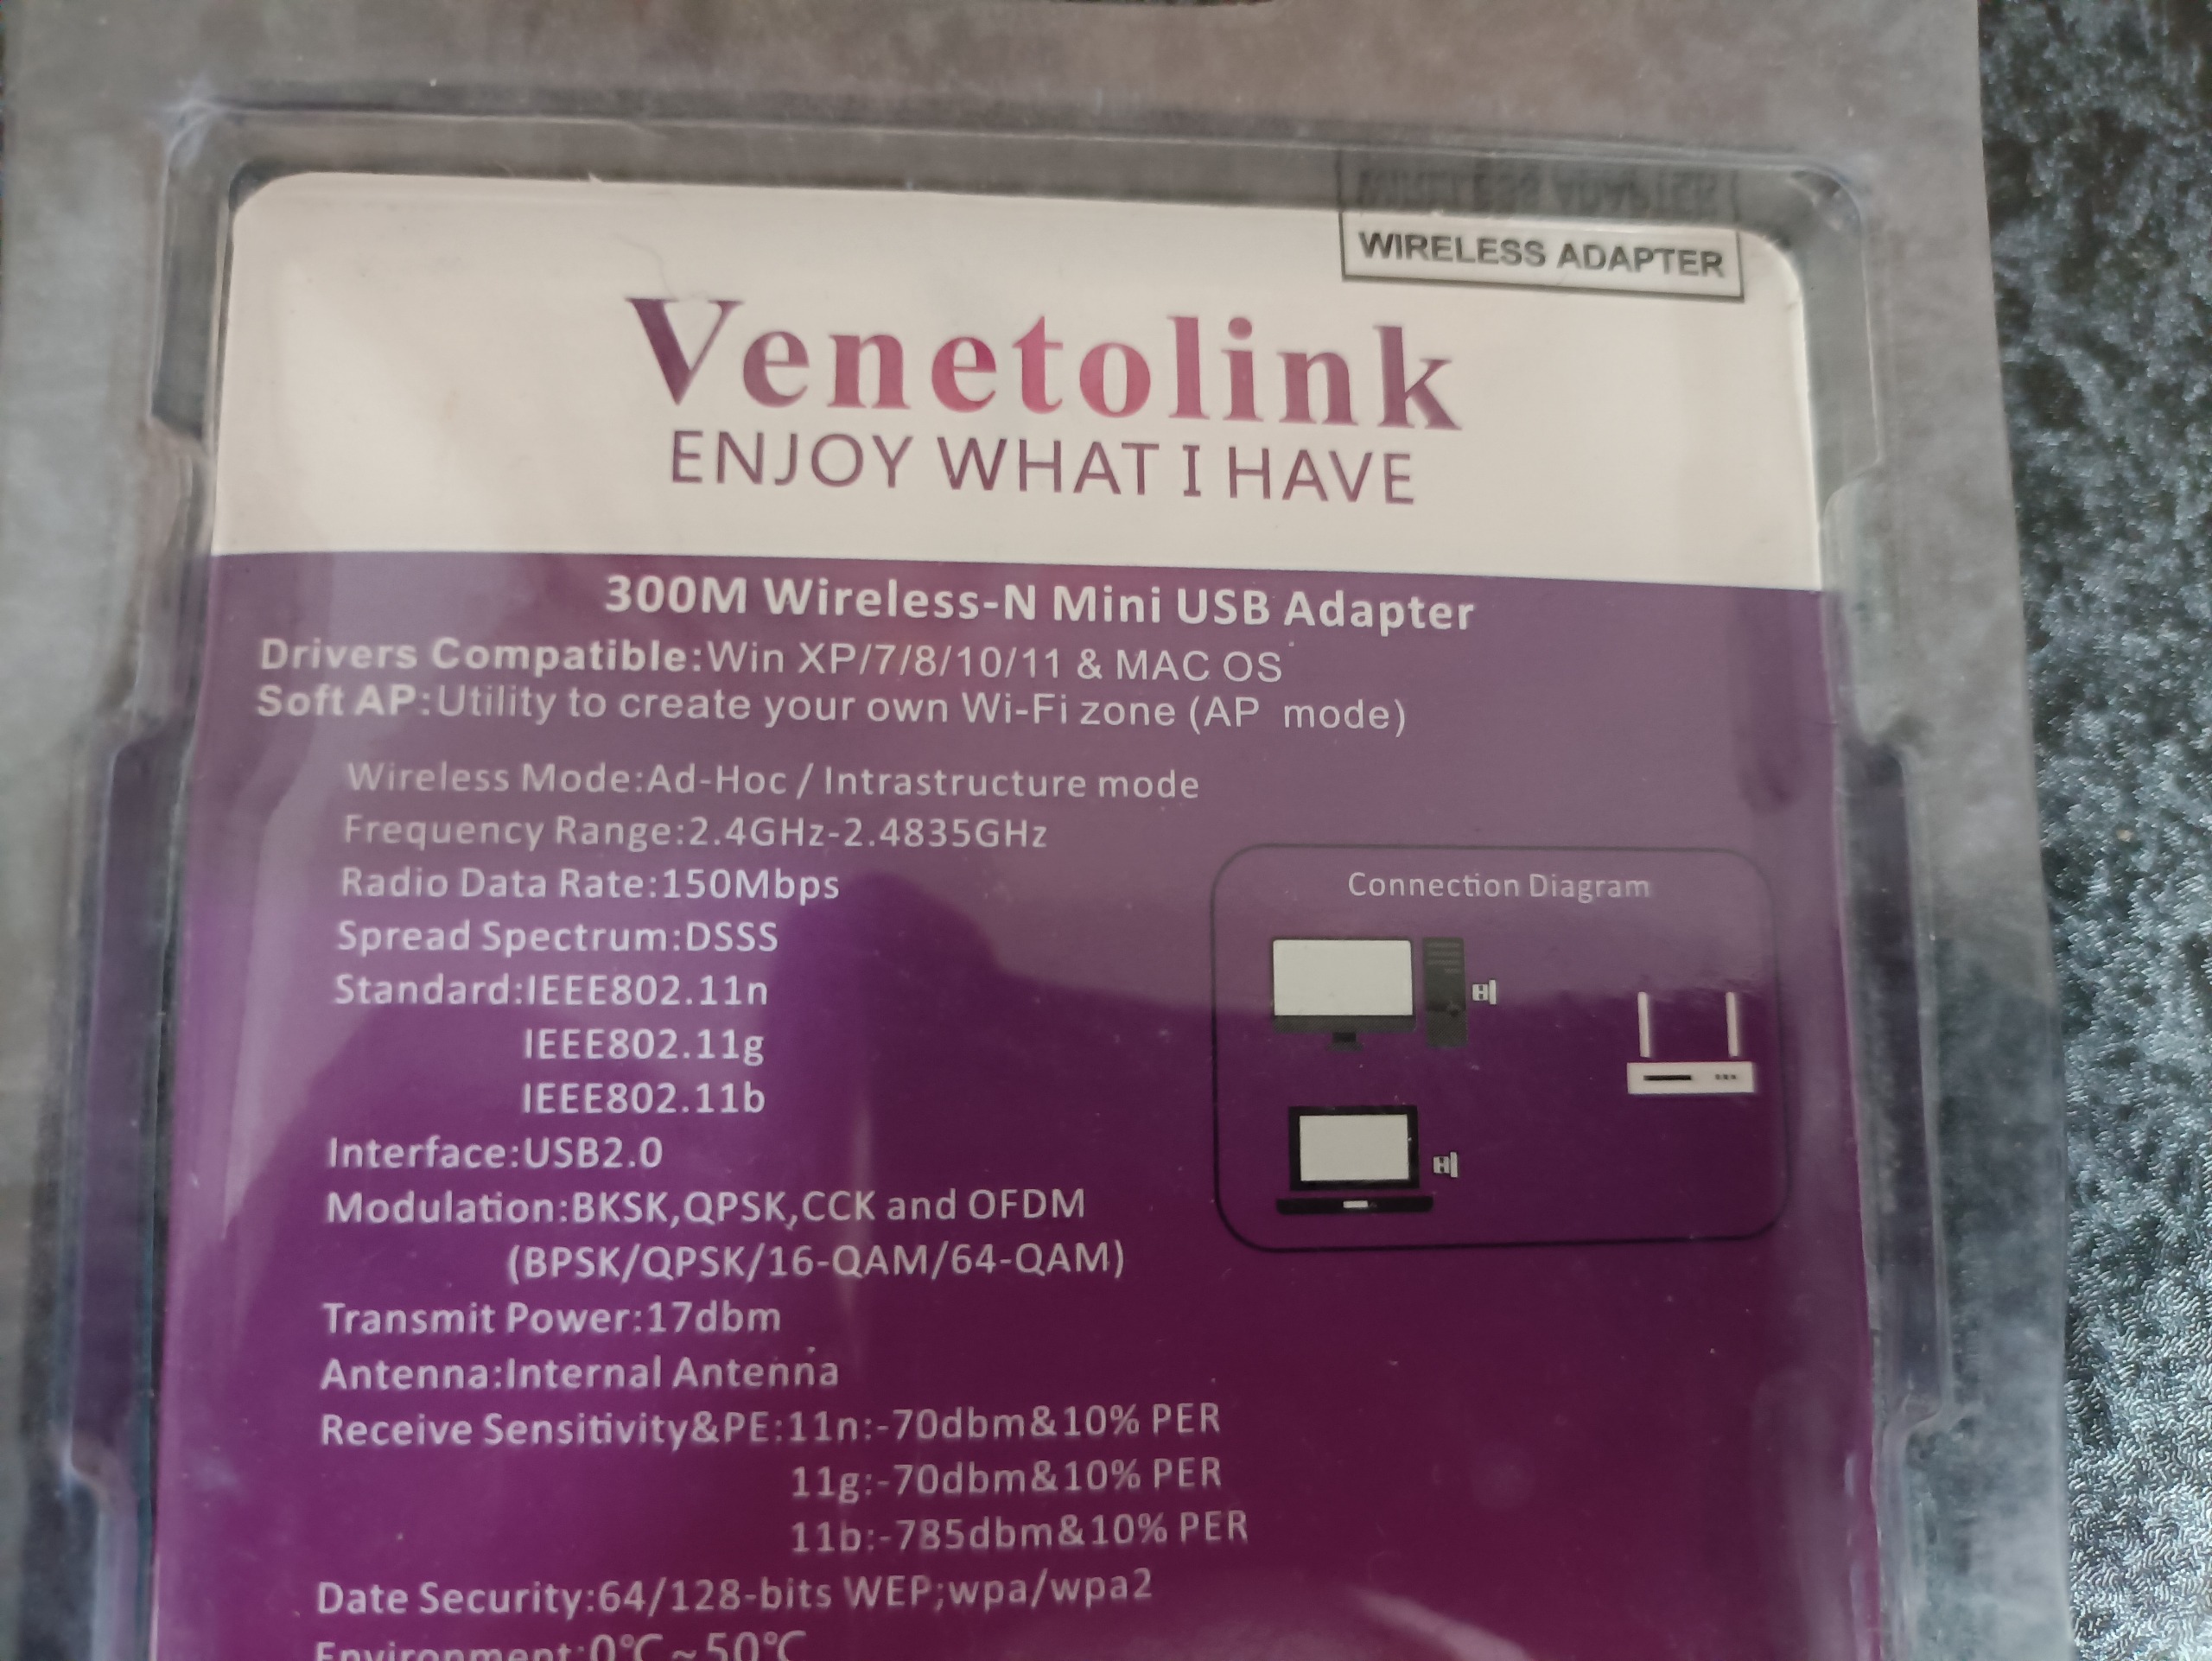 WIRELESS ADAPTER
Venetolink
ENJOY WHAT I HAVE
300M Wireless-N Mini USB Adapter
Drivers Compatible:Win XP/7/8/10/11 & MAC OS
Soft AP:Utility to create your own Wi-Fi zone (AP mode)
Wireless Mode:Ad-Hoc / Intrastructure mode
Frequency Range:2.4GHz-2.4835GHz
Radio Data Rate:150Mbps
Spread Spectrum:DSSS
Standard:IEEE802.11n
IEEE802.11g
IEEE802.11b
Interface:USB2.0
Modulation:BKSK,QPSK,CCK and OFDM
(BPSK/QPSK/16-QAM/64-QAM)
Transmit Power:17dbm
Antenna:Internal Antenna
Receive Sensitivity&PE:11n:-70dbm&10% PER
11g:-70dbm&10% PER
11b:-785dbm&10% PER
Date Security:64/128-bits WEP;wpa/wpa2
Environment:0℃~50℃
Connection Diagram